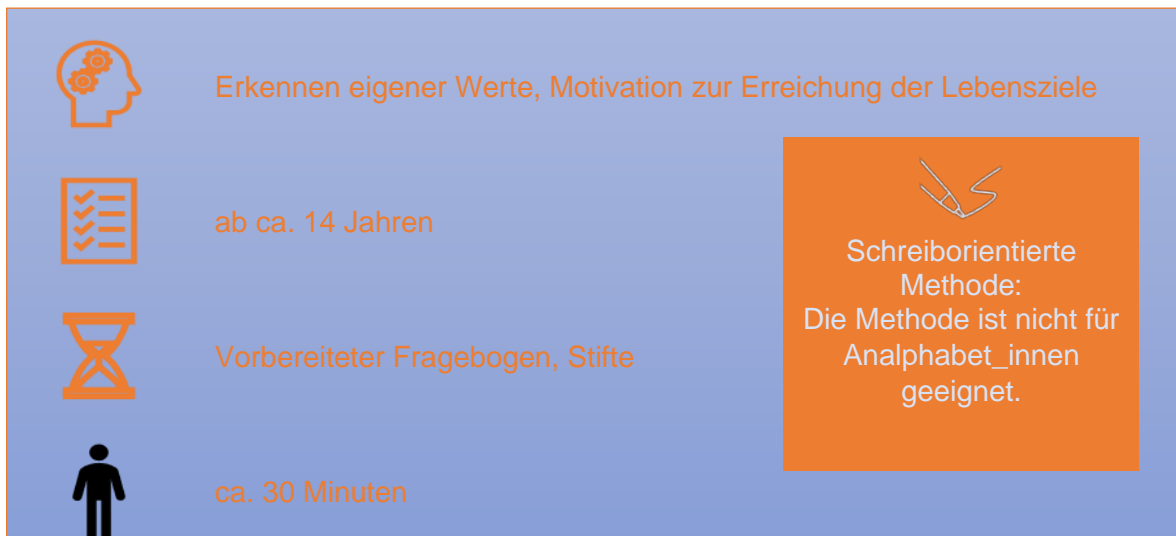 Erkennen eigener Werte, Motivation zur Erreichung der Lebensziele
ab ca. 14 Jahren
Vorbereiteter Fragebogen, Stifte
ca. 30 Minuten
Schreiborientierte
Methode:
Die Methode ist nicht für
Analphabet_innen
geeignet.